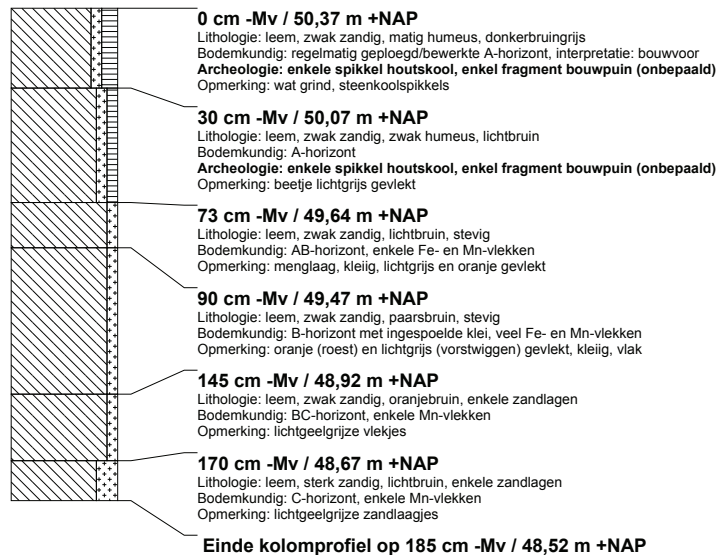 0 cm -Mv / 50,37 m +NAP
Lithologie: leem, zwak zandig, matig humeus, donkerbruingrijs
Bodemkundig: regelmatig geploegd/bewerkte A-horizont, interpretatie: bouwvoor
Archeologie: enkele spikkel houtskool, enkel fragment bouwpuin (onbepaald)
Opmerking: wat grind, steenkoolspikkels
30 cm -Mv / 50,07 m +NAP
Lithologie: leem, zwak zandig, zwak humeus, lichtbruin
Bodemkundig: A-horizont
Archeologie: enkele spikkel houtskool, enkel fragment bouwpuin (onbepaald)
Opmerking: beetje lichtgrijs gevlekt
73 cm -Mv / 49,64 m +NAP
Lithologie: leem, zwak zandig, lichtbruin, stevig
Bodemkundig: AB-horizont, enkele Fe- en Mn-vlekken
Opmerking: menglaag, kleiig, lichtgrijs en oranje gevlekt
90 cm -Mv / 49,47 m +NAP
Lithologie: leem, zwak zandig, paarsbruin, stevig
Bodemkundig: B-horizont met ingespoelde klei, veel Fe- en Mn-vlekken
Opmerking: oranje (roest) en lichtgrijs (vorstwiggen) gevlekt, kleiig, vlak
145 cm -Mv / 48,92 m +NAP
Lithologie: leem, zwak zandig, oranjebruin, enkele zandlagen
Bodemkundig: BC-horizont, enkele Mn-vlekken
Opmerking: lichtgeelgrijze vlekjes
170 cm -Mv / 48,67 m +NAP
Lithologie: leem, sterk zandig, lichtbruin, enkele zandlagen
Bodemkundig: C-horizont, enkele Mn-vlekken
Opmerking: lichtgeelgrijze zandlaagjes
Einde kolomprofiel op 185 cm -Mv / 48,52 m +NAP